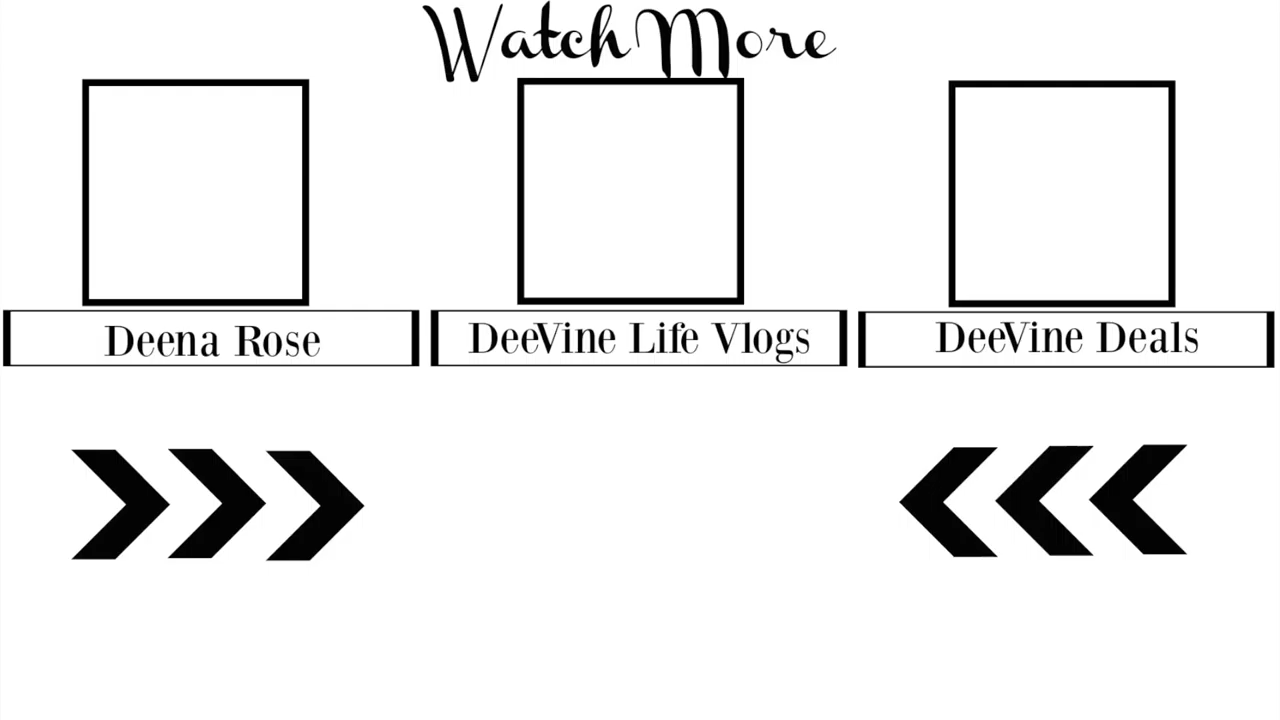 Watch More
Deena Rose
DeeVine Life Vlogs
DeeVine Deals